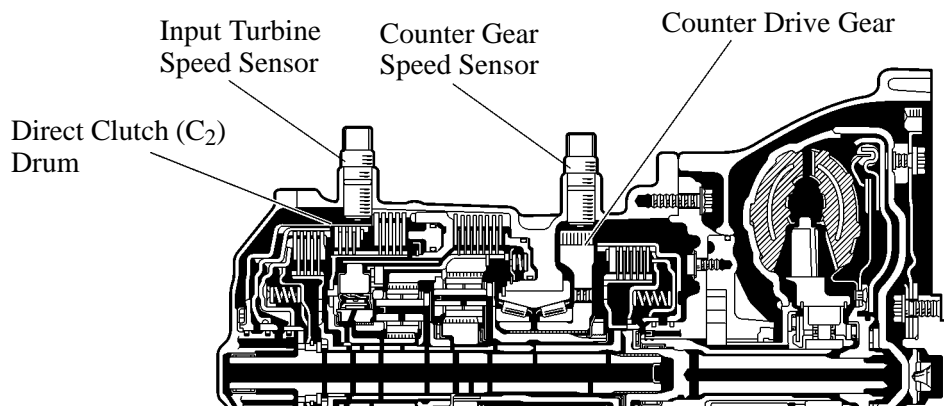 Input Turbine
Speed Sensor
Counter Gear
Speed Sensor
Counter Drive Gear
Direct Clutch (C₂)
Drum